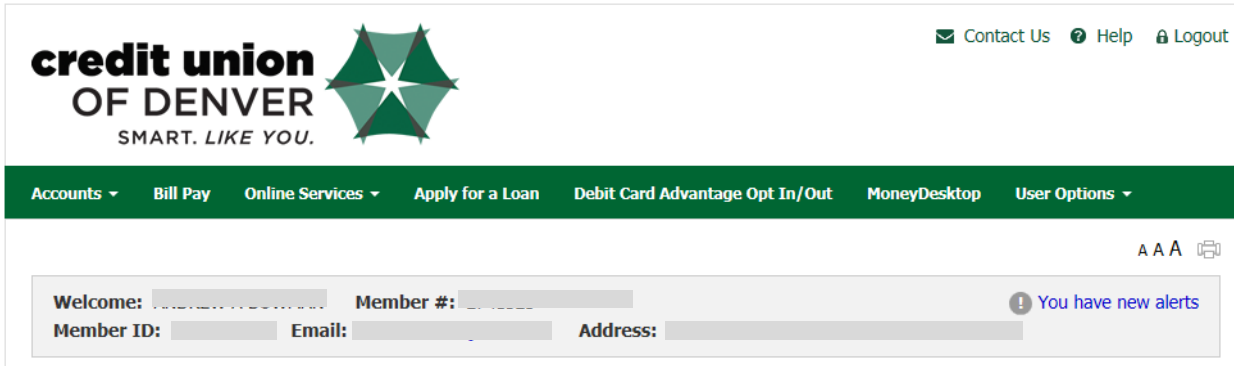 Contact Us Help Logout
credit union
OF DENVER
SMART. LIKE YOU.
Accounts Bill Pay Online Services Apply for a Loan Debit Card Advantage Opt In/Out MoneyDesktop User Options
A A A
Welcome: Member #: ! You have new alerts
Member ID: Email: Address: